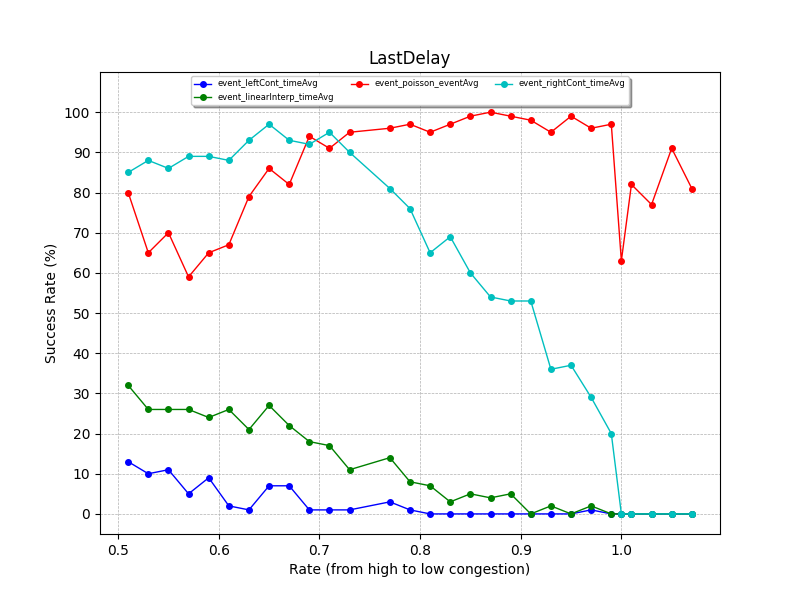 LastDelay
event_leftCont_timeAvg event_poisson_eventAvg event_rightCont_timeAvg
event_linearInterp_timeAvg
100
90
80
70
60
50
40
30
20
10
0
Success Rate (%)
0.5 0.6 0.7 0.8 0.9 1.0
Rate (from high to low congestion)